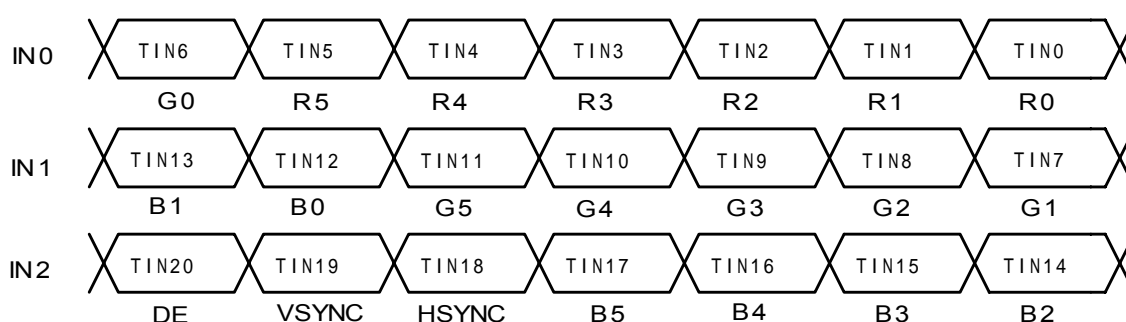 IN0 TIN6 TIN5 TIN4 TIN3 TIN2 TIN1 TIN0
G0 R5 R4 R3 R2 R1 R0
IN1 TIN13 TIN12 TIN11 TIN10 TIN9 TIN8 TIN7
B1 B0 G5 G4 G3 G2 G1
IN2 TIN20 TIN19 TIN18 TIN17 TIN16 TIN15 TIN14
DE VSYNC HSYNC B5 B4 B3 B2